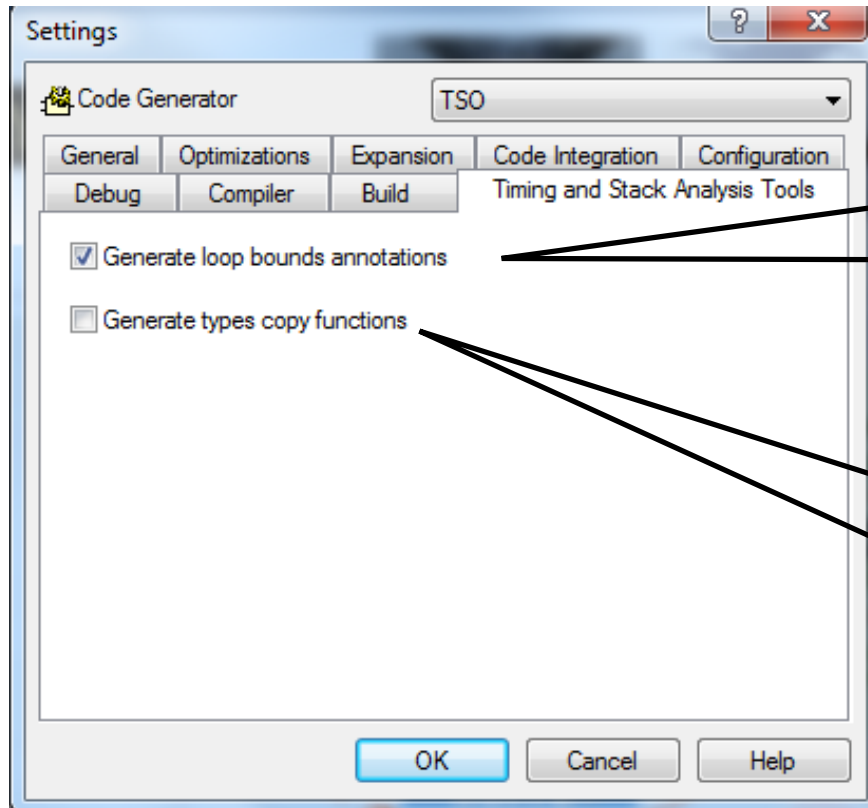 Settings
Code Generator TSO
General Optimizations Expansion Code Integration Configuration
Debug Compiler Build Timing and Stack Analysis Tools
Generate loop bounds annotations
Generate types copy functions
OK Cancel Help